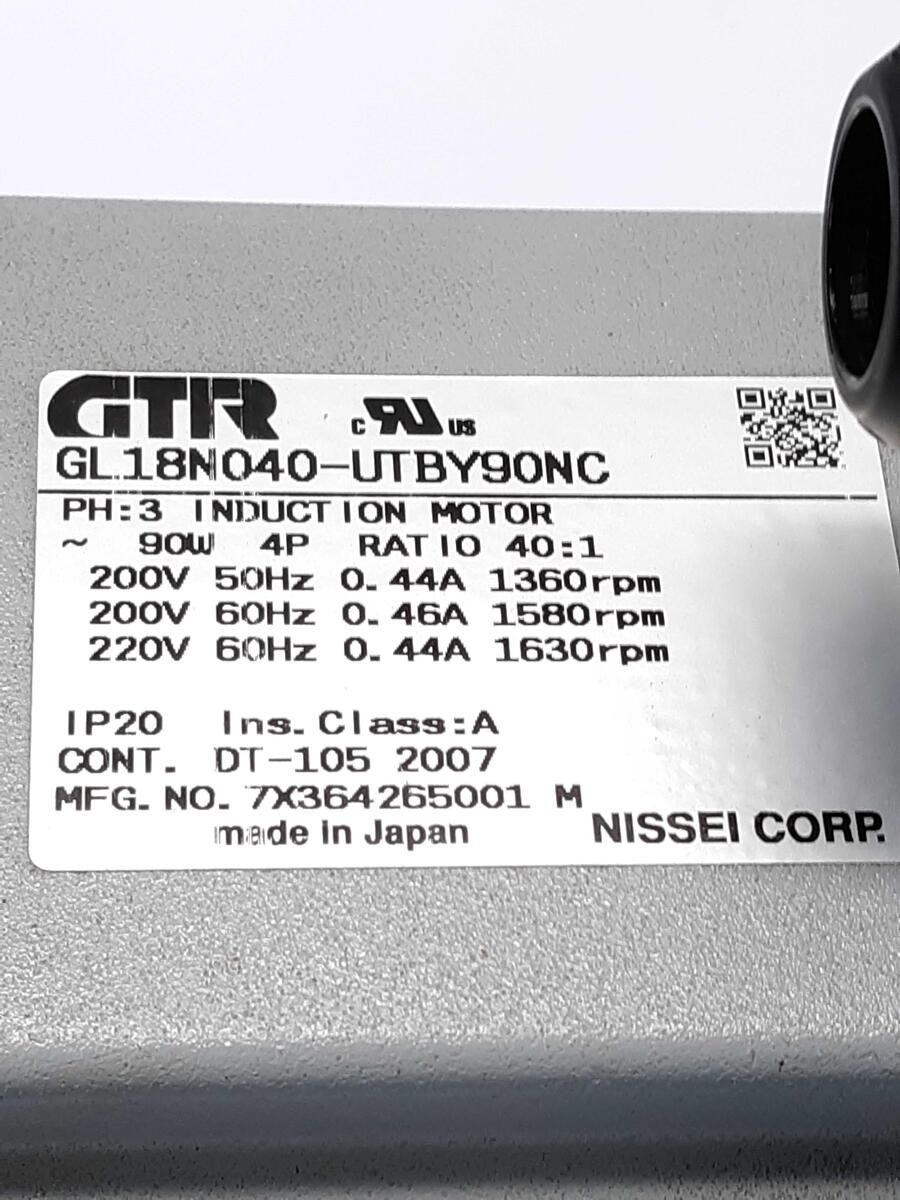 GTR
c RU US
GL18N040-UTBY90NC
PH:3 INDUCTION MOTOR
~ 90W 4P RATIO 40:1
200V 50Hz 0.44A 1360rpm
200V 60Hz 0.46A 1580rpm
220V 60Hz 0.44A 1630rpm
IP20 Ins.Class:A
CONT. DT-105 2007
MFG.NO.7X364265001 M
made in Japan NISSEI CORP.